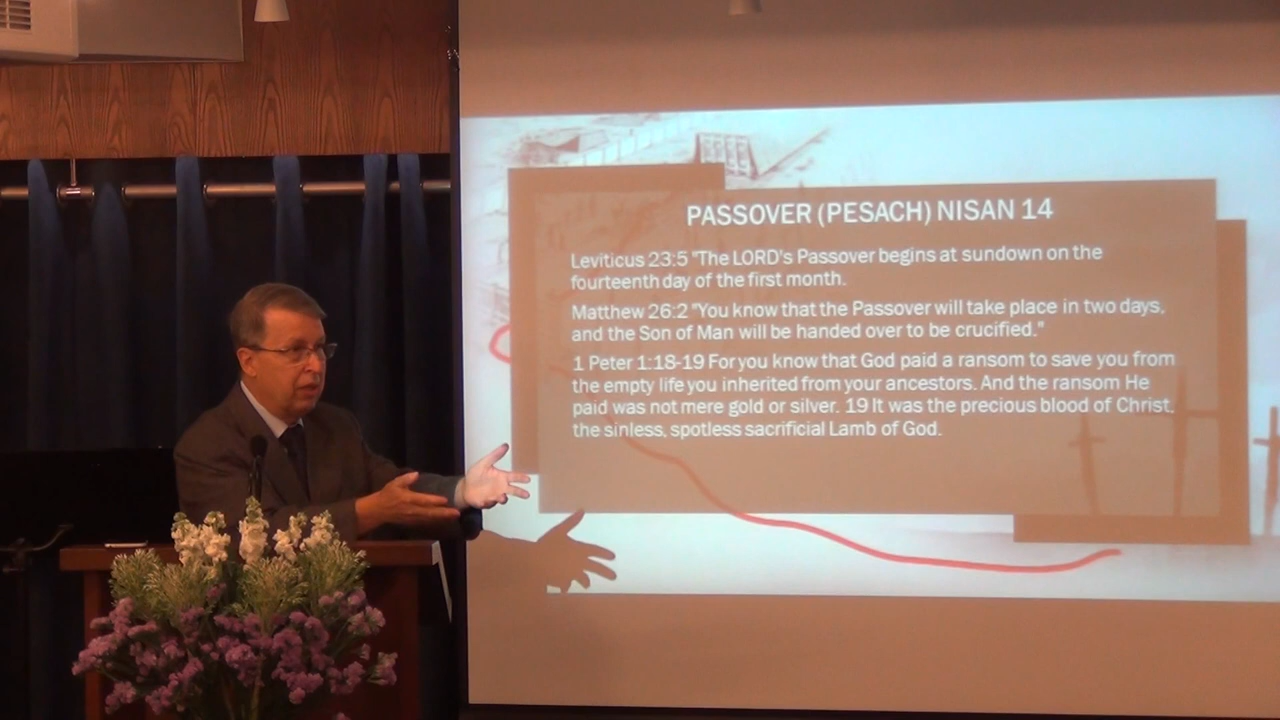 PASSOVER (PESACH) NISAN 14
Leviticus 23:5 "The LORD's Passover begins at sundown on the
fourteenth day of the first month.
Matthew 26:2 "You know that the Passover will take place in two days,
and the Son of Man will be handed over to be crucified."
1 Peter 1:18-19 For you know that God paid a ransom to save you from
the empty life you inherited from your ancestors. And the ransom He
paid was not mere gold or silver. 19 It was the precious blood of Christ,
the sinless, spotless sacrificial Lamb of God.